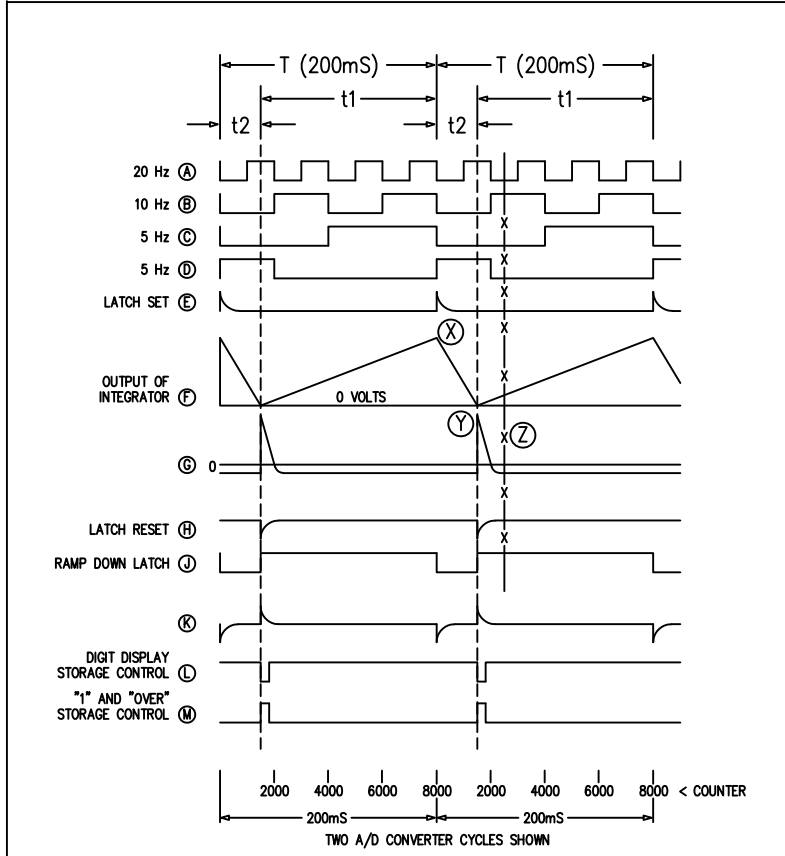 T (200mS) T (200mS)
t1 t1
t2 t2
20 Hz A
10 Hz B
5 Hz C
5 Hz D
LATCH SET E
X
OUTPUT OF
INTEGRATOR F
0 VOLTS
Y Z
G 0
LATCH RESET H
RAMP DOWN LATCH J
K
DIGIT DISPLAY
STORAGE CONTROL L
"1" AND "OVER"
STORAGE CONTROL M
2000 4000 6000 8000 2000 4000 6000 8000 < COUNTER
200mS 200mS
TWO A/D CONVERTER CYCLES SHOWN